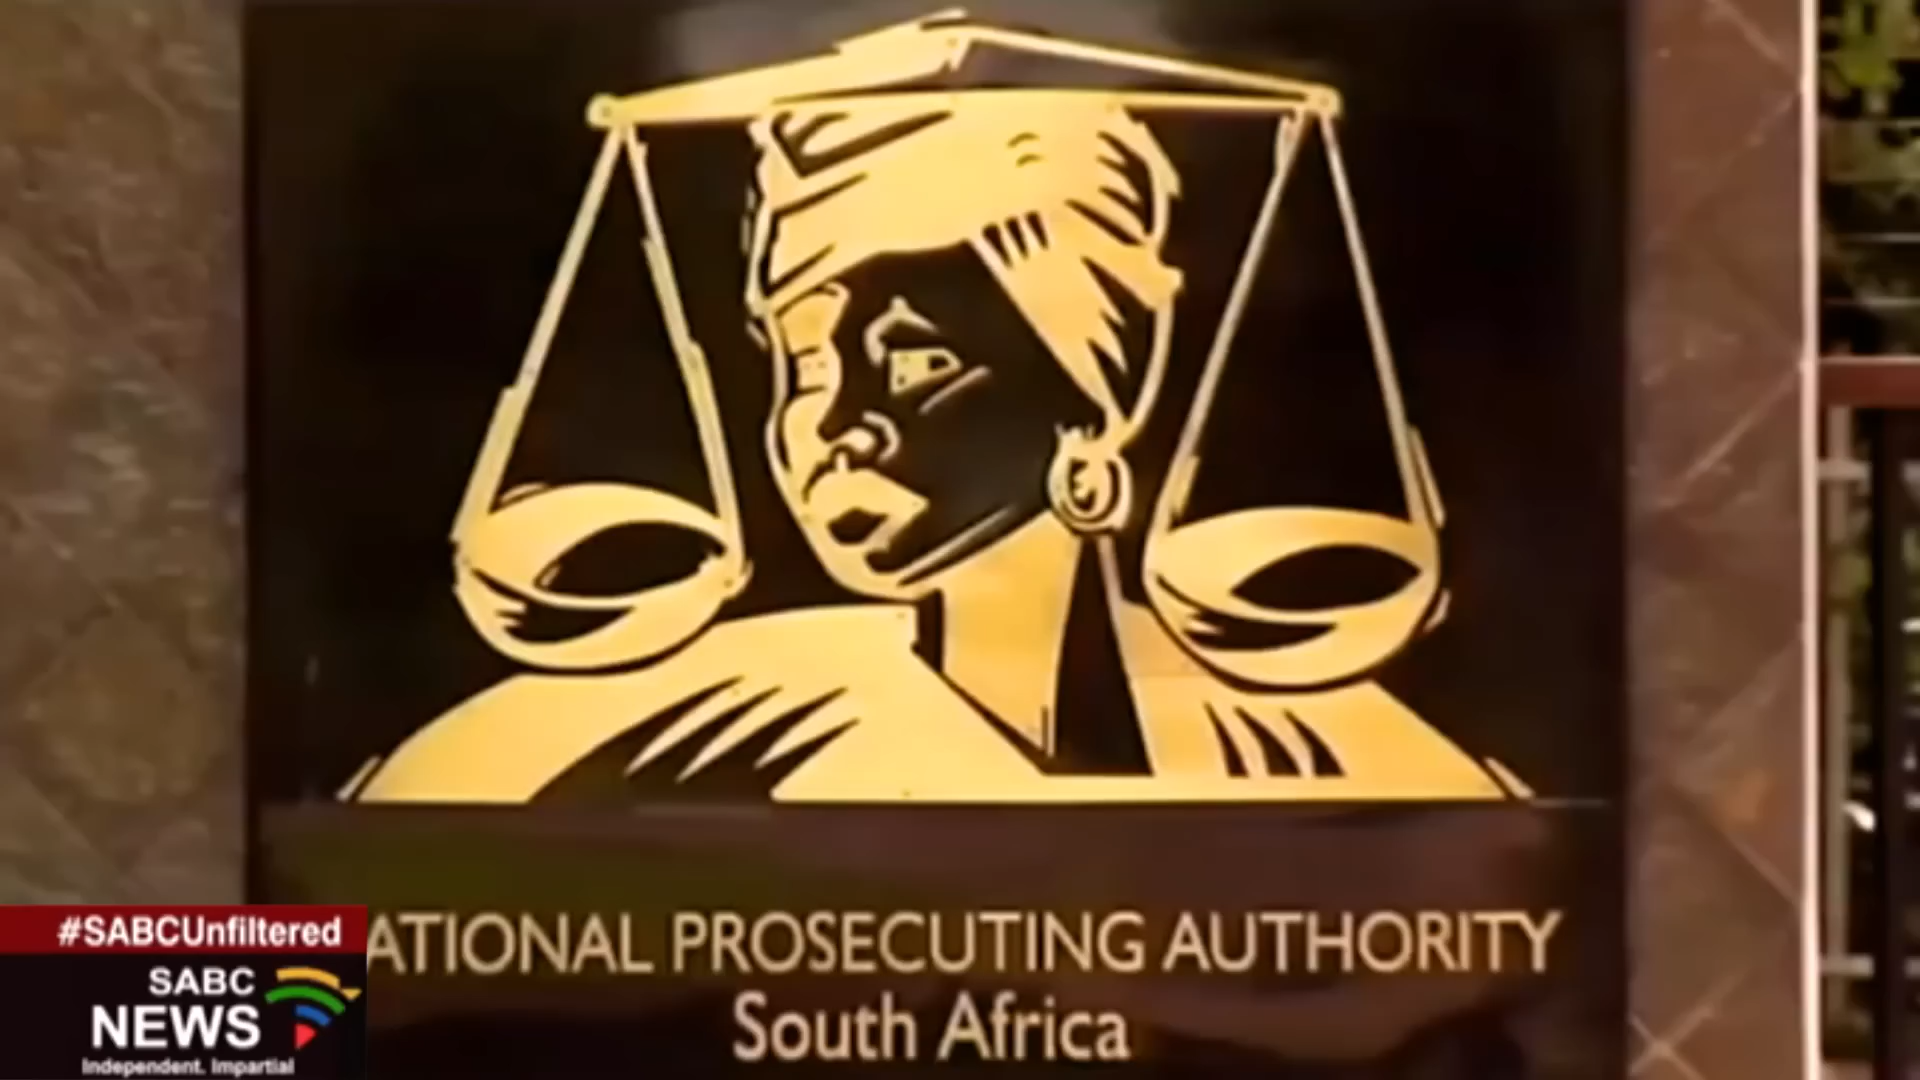 ATIONAL PROSECUTING AUTHORITY
South Africa
#SABCUnfiltered
SABC
NEWS
Independent. Impartial